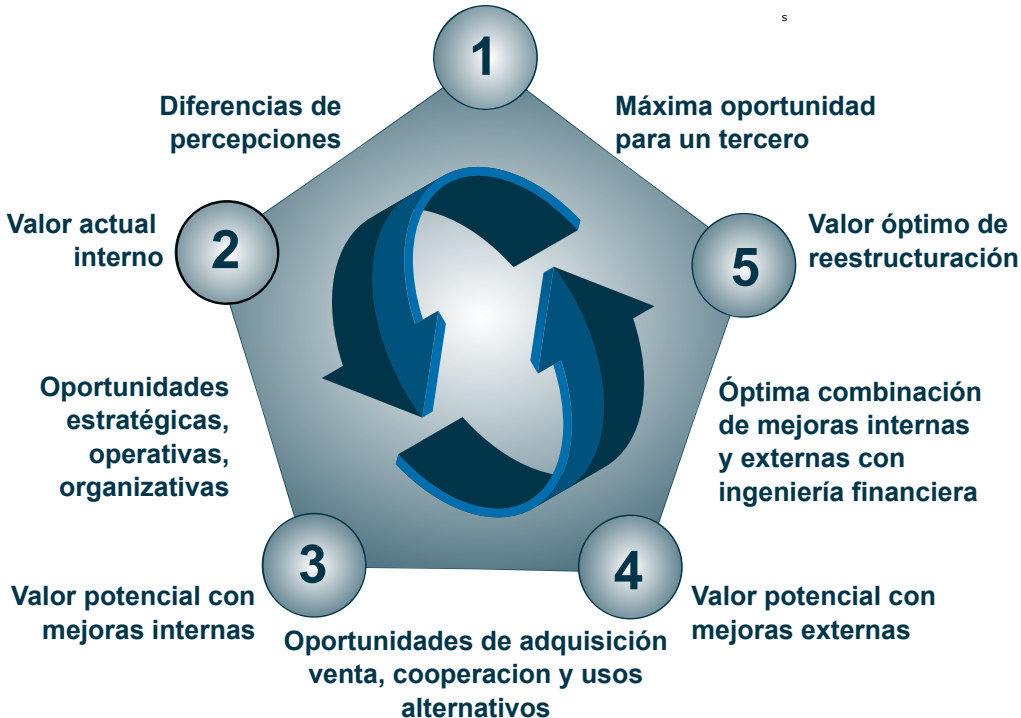 s
1
Diferencias de
percepciones
Máxima oportunidad
para un tercero
Valor actual
interno
2
5
Valor óptimo de
reestructuración
Oportunidades
estratégicas,
operativas,
organizativas
Óptima combinación
de mejoras internas
y externas con
ingeniería financiera
3
4
Valor potencial con
mejoras internas
Valor potencial con
mejoras externas
Oportunidades de adquisición
venta, cooperacion y usos
alternativos